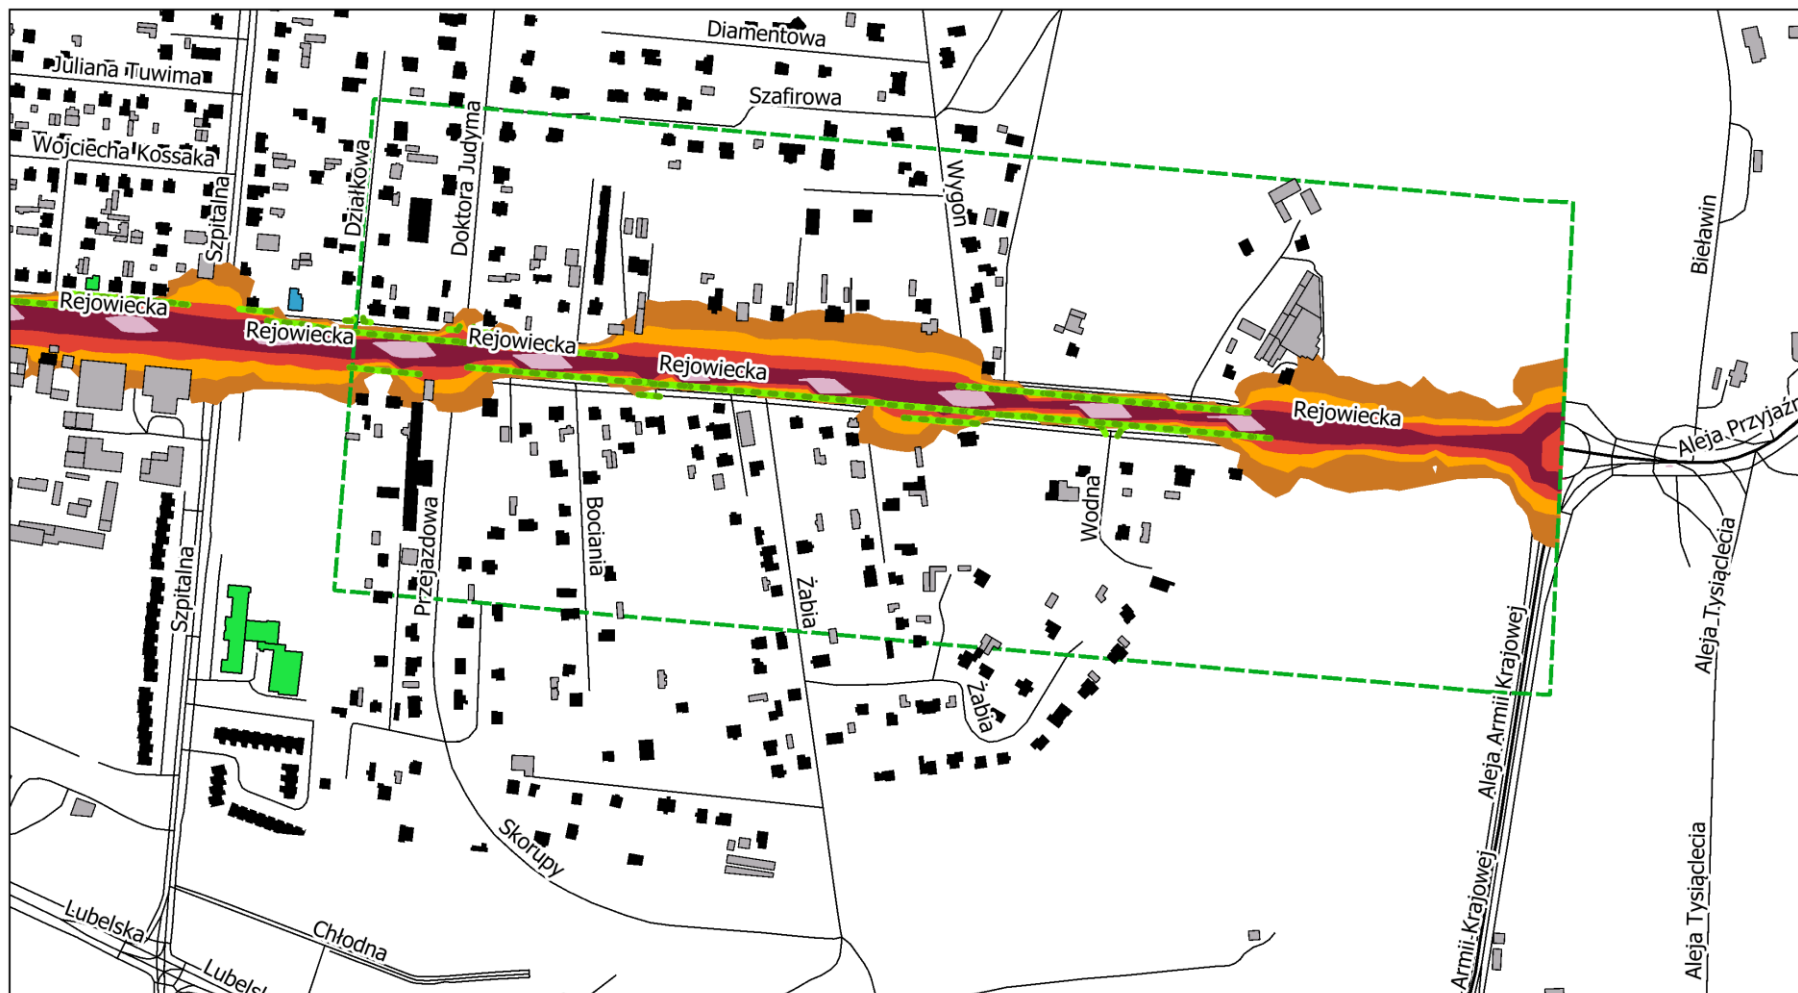 Diamentowa
Juliana Tuwima
Szafirowa
Wojciecha Kossaka
Działkowa
Doktora Judyma
Wygon
Szpitalna
Bieławin
Rejowiecka
Rejowiecka
Rejowiecka
Rejowiecka
Rejowiecka
Aleja Przyjaźn
Wodna
Bociania
Przejazdowa
Żabia
Szpitalna
Aleja Tysiąclecia
Aleja Armii Krajowej
Żabia
Skorupy
Lubelska
Chłodna
Lubels
Armii Krajowej
Aleja Tysiąclecia